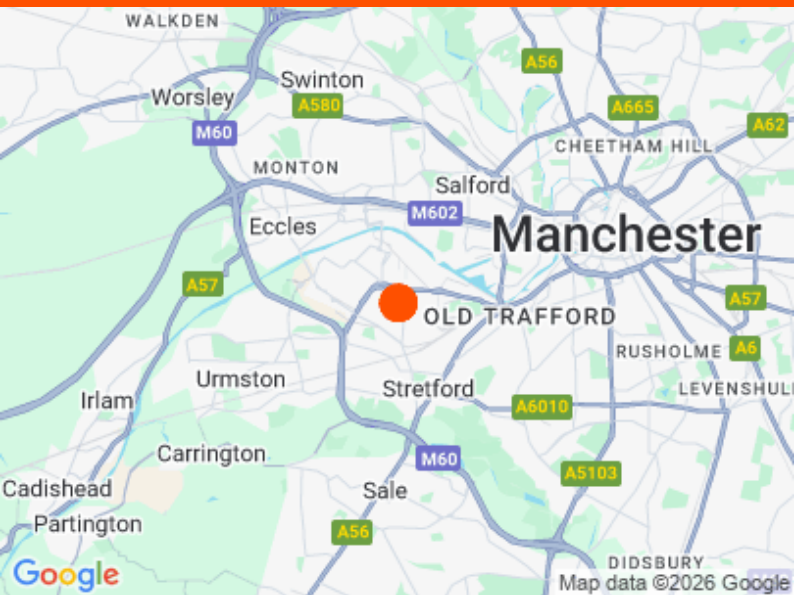 WALKDEN
A56
Swinton
Worsley
A580
A665
A62
M60
CHEETHAM HILL
MONTON
Salford
M602
Eccles
Manchester
A57
A57
OLD TRAFFORD
RUSHOLME
A6
Urmston
Stretford
LEVENSHUL
Irlam
A6010
Carrington
M60
A5103
Cadishead
Sale
Partington
A56
DIDSBURY
Google
Map data ©2026 Google